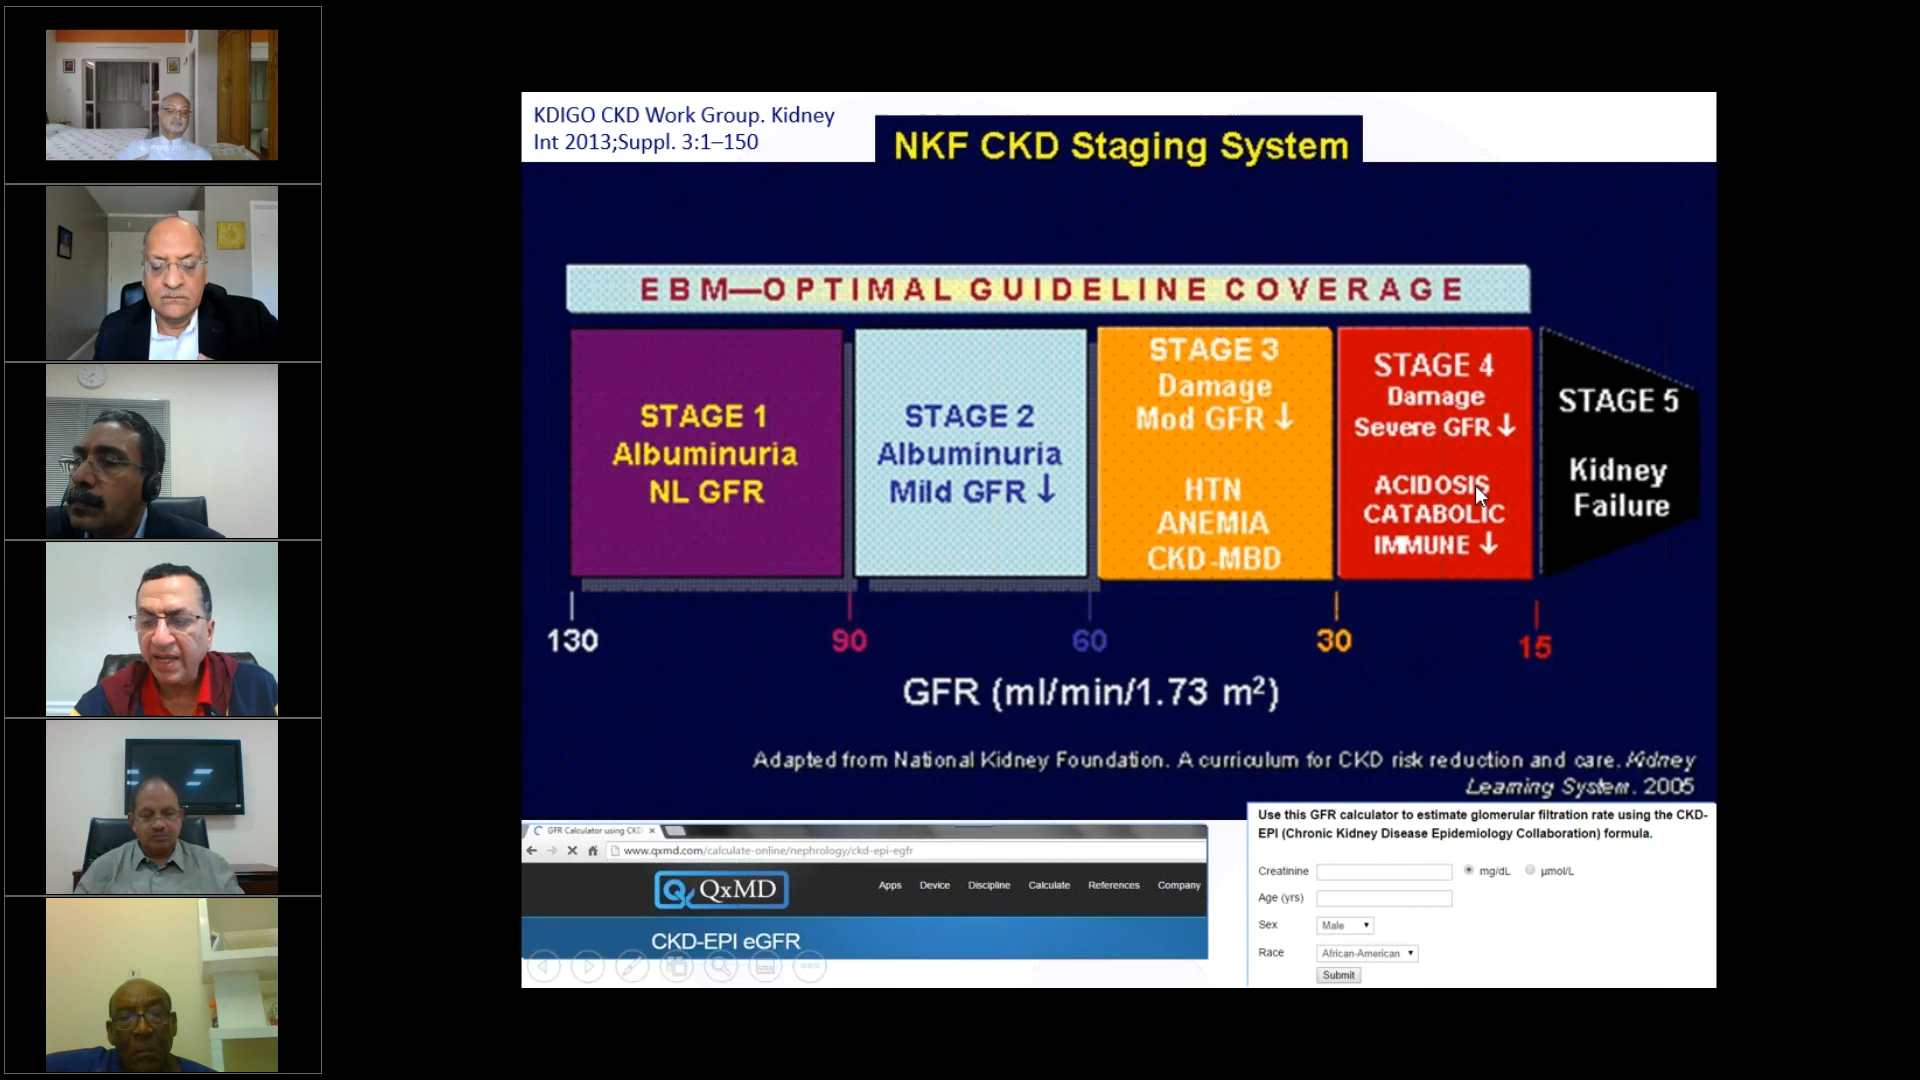 KDIGO CKD Work Group. Kidney
Int 2013;Suppl. 3:1–150
NKF CKD Staging System
EBM—OPTIMAL GUIDELINE COVERAGE
STAGE 1
Albuminuria
NL GFR
STAGE 2
Albuminuria
Mild GFR ↓
STAGE 3
Damage
Mod GFR ↓
HTN
ANEMIA
CKD-MBD
STAGE 4
Damage
Severe GFR ↓
ACIDOSIS
CATABOLIC
IMMUNE ↓
STAGE 5
Kidney
Failure
130
90
60
30
15
GFR (ml/min/1.73 m²)
Adapted from National Kidney Foundation. A curriculum for CKD risk reduction and care. Kidney
Learning System. 2005
GFR Calculator using CKD
www.qxmd.com/calculate-online/nephrology/ckd-epi-egfr
QxMD
Apps Device Discipline Calculate References Company
CKD-EPI eGFR
Use this GFR calculator to estimate glomerular filtration rate using the CKD-
EPI (Chronic Kidney Disease Epidemiology Collaboration) formula.
Creatinine mg/dL µmol/L
Age (yrs)
Sex Male
Race African-American
Submit